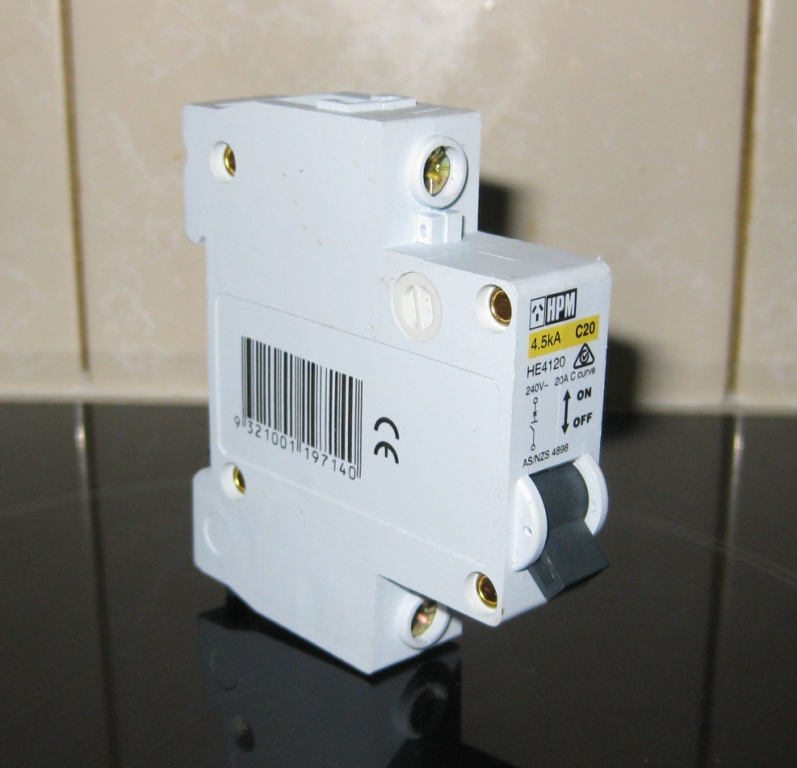 HPM
4.5kA C20
HE4120
240V~ 20A C curve
ON
OFF
AS/NZS 4898
9 321001 197140
CE